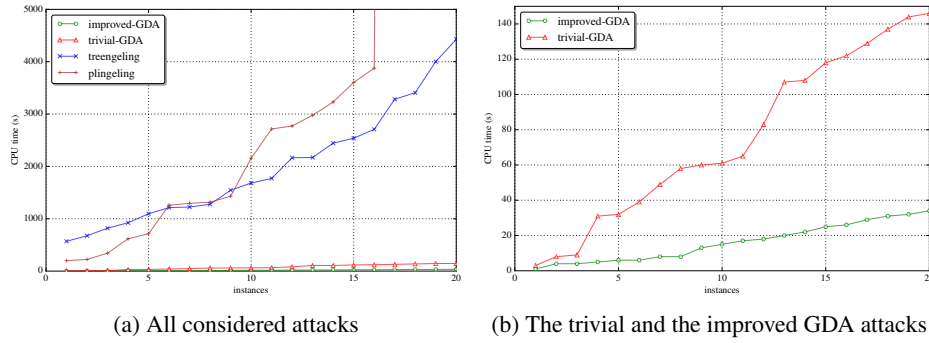 5000
4000
3000
2000
1000
0
CPU time (s)
improved-GDA
trivial-GDA
treengeling
plingeling
0 5 10 15 20
instances
(a) All considered attacks
140
120
100
80
60
40
20
0
CPU time (s)
improved-GDA
trivial-GDA
0 5 10 15 20
instances
(b) The trivial and the improved GDA attacks